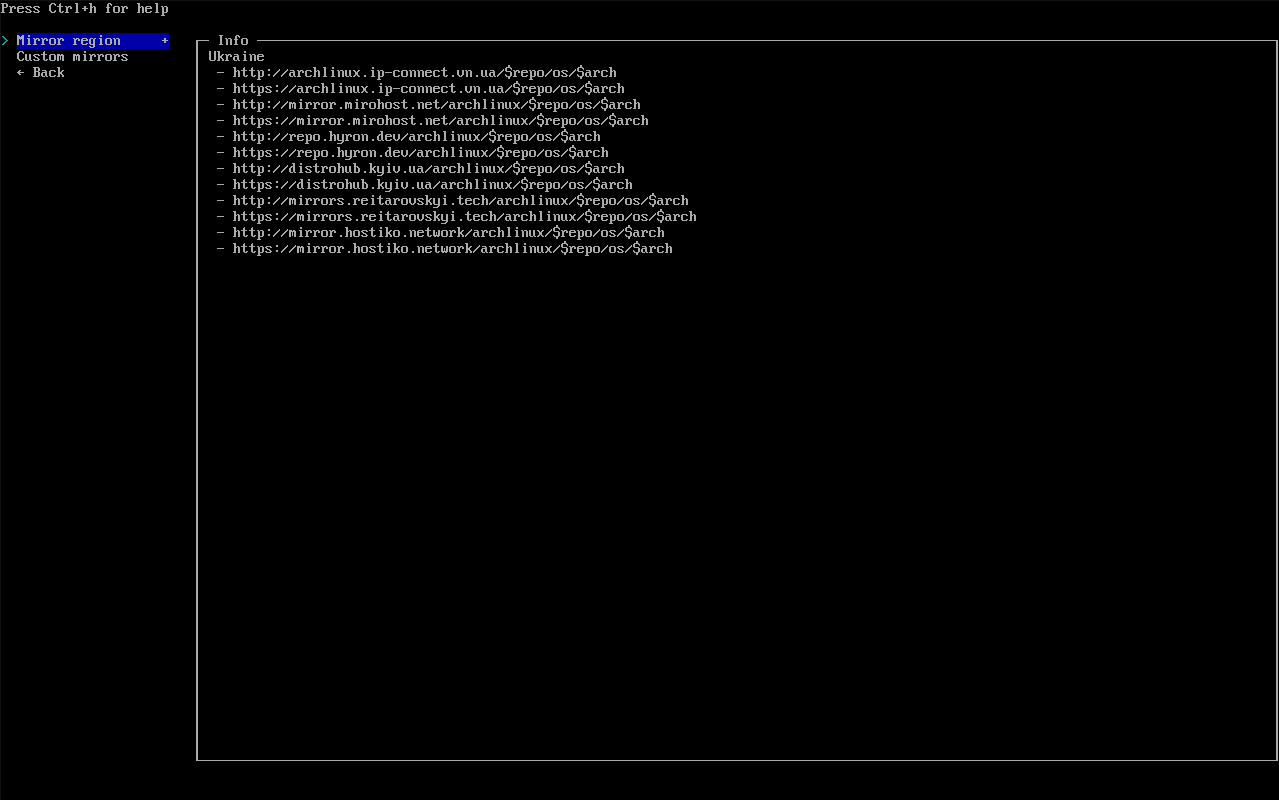 Press Ctrl+h for help
> Mirror region +
Custom mirrors
← Back
Info
Ukraine
- http://archlinux.ip-connect.vn.ua/$repo/os/$arch
- https://archlinux.ip-connect.vn.ua/$repo/os/$arch
- http://mirror.mirohost.net/archlinux/$repo/os/$arch
- https://mirror.mirohost.net/archlinux/$repo/os/$arch
- http://repo.hyron.dev/archlinux/$repo/os/$arch
- https://repo.hyron.dev/archlinux/$repo/os/$arch
- http://distrohub.kyiv.ua/archlinux/$repo/os/$arch
- https://distrohub.kyiv.ua/archlinux/$repo/os/$arch
- http://mirrors.reitarovskyi.tech/archlinux/$repo/os/$arch
- https://mirrors.reitarovskyi.tech/archlinux/$repo/os/$arch
- http://mirror.hostiko.network/archlinux/$repo/os/$arch
- https://mirror.hostiko.network/archlinux/$repo/os/$arch